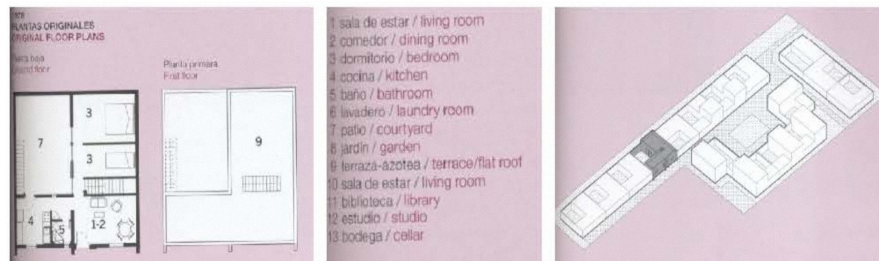 PLANTAS ORIGINALES
ORIGINAL FLOOR PLANS
Planta primera
First floor
7
3
3
4
5
1-2
9
1 sala de estar / living room
2 comedor / dining room
3 dormitorio / bedroom
4 cocina / kitchen
5 baño / bathroom
6 lavadero / laundry room
7 patio / courtyard
8 jardín / garden
9 terraza-azotea / terrace/flat roof
10 sala de estar / living room
11 biblioteca / library
12 estudio / studio
13 bodega / cellar